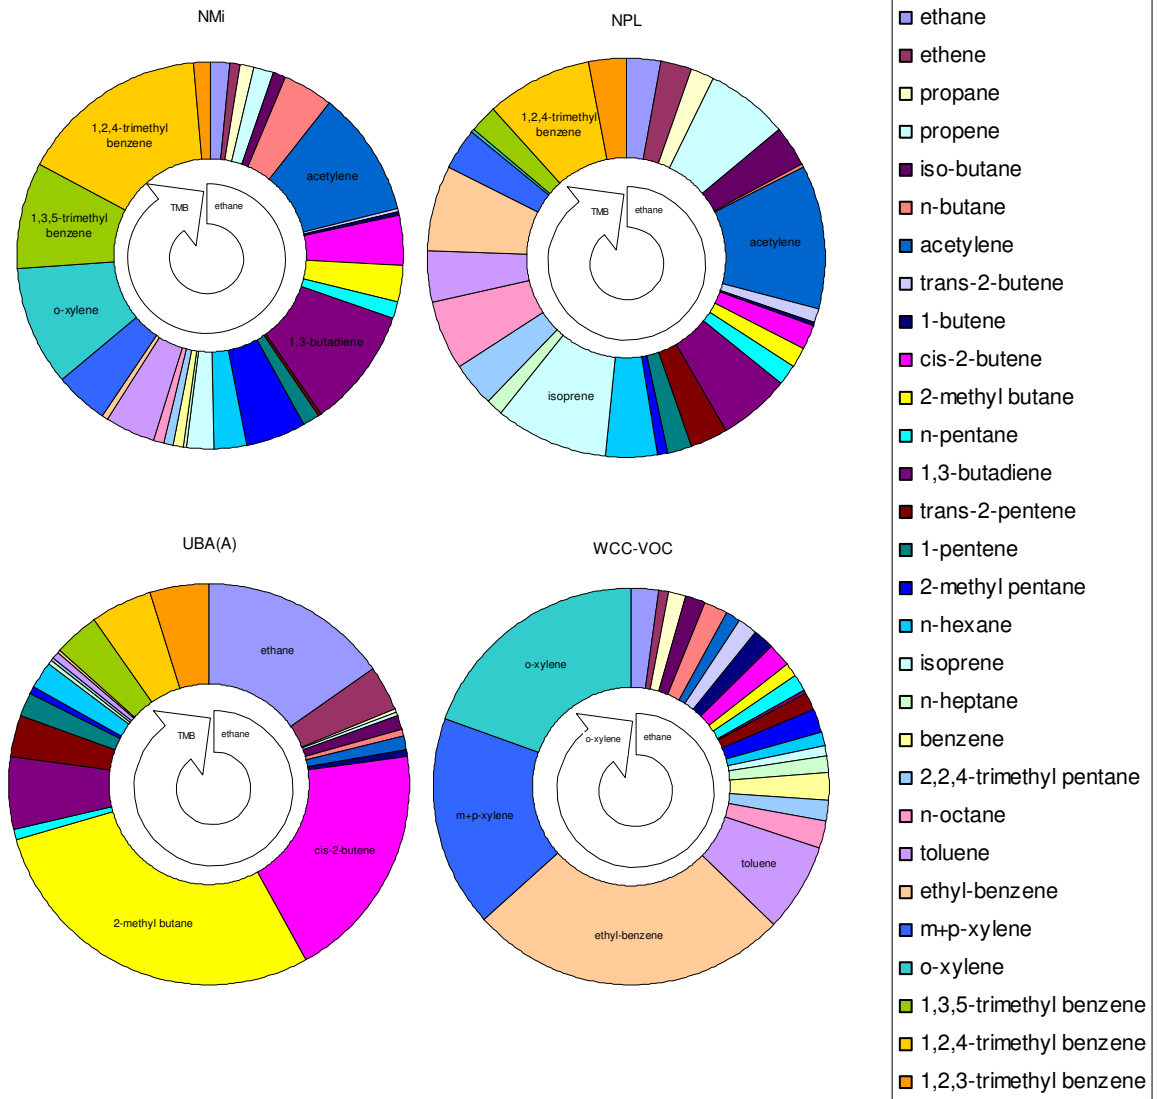 NMi
1,2,4-trimethyl
benzene
acetylene
1,3,5-trimethyl
benzene
TMB
ethane
o-xylene
1,3-butadiene
NPL
1,2,4-trimethyl
benzene
TMB
ethane
acetylene
isoprene
UBA(A)
ethane
TMB
ethane
cis-2-butene
2-methyl butane
WCC-VOC
o-xylene
o-xylene
ethane
m+p-xylene
toluene
ethyl-benzene
ethane
ethene
propane
propene
iso-butane
n-butane
acetylene
trans-2-butene
1-butene
cis-2-butene
2-methyl butane
n-pentane
1,3-butadiene
trans-2-pentene
1-pentene
2-methyl pentane
n-hexane
isoprene
n-heptane
benzene
2,2,4-trimethyl pentane
n-octane
toluene
ethyl-benzene
m+p-xylene
o-xylene
1,3,5-trimethyl benzene
1,2,4-trimethyl benzene
1,2,3-trimethyl benzene